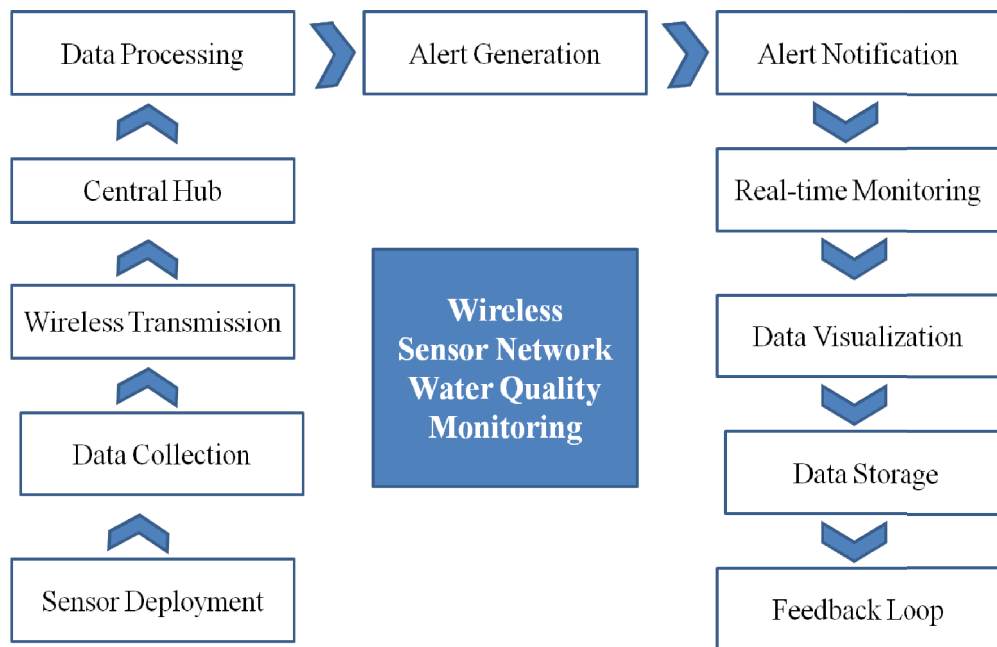 Data Processing
Alert Generation
Alert Notification
Central Hub
Real-time Monitoring
Wireless Transmission
Wireless
Sensor Network
Water Quality
Monitoring
Data Visualization
Data Collection
Data Storage
Sensor Deployment
Feedback Loop